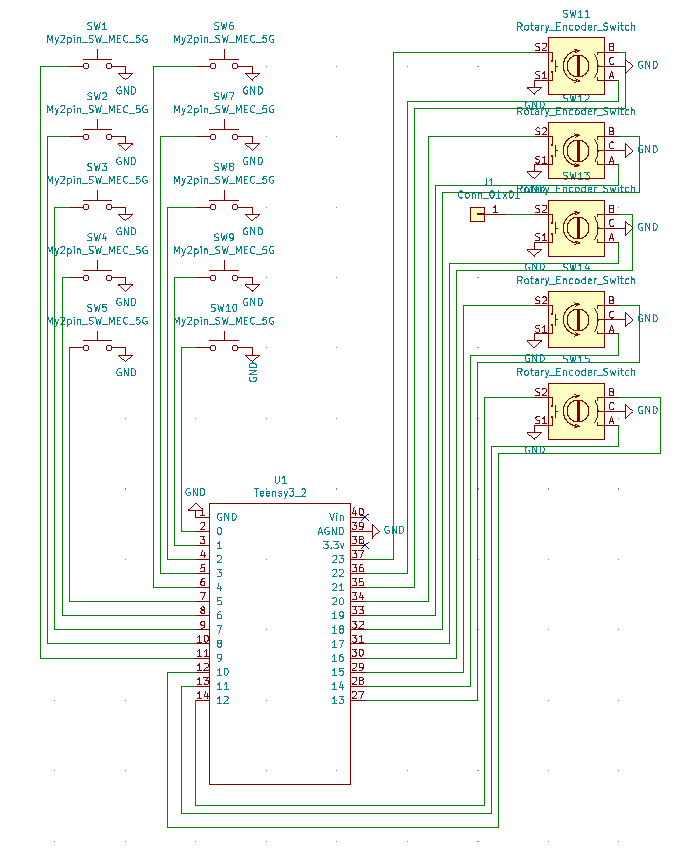 SW1
My2pin_SW_MEC_5G
GND
SW2
My2pin_SW_MEC_5G
GND
SW3
My2pin_SW_MEC_5G
GND
SW4
My2pin_SW_MEC_5G
GND
SW5
My2pin_SW_MEC_5G
GND
SW6
My2pin_SW_MEC_5G
GND
SW7
My2pin_SW_MEC_5G
GND
SW8
My2pin_SW_MEC_5G
GND
SW9
My2pin_SW_MEC_5G
GND
SW10
My2pin_SW_MEC_5G
GND
SW11
Rotary_Encoder_Switch
S2 B
C GND
S1 A
GND
SW12
Rotary_Encoder_Switch
S2 B
C GND
S1 A
GND
SW13
Rotary_Encoder_Switch
J1
Conn_01x01
1
S2 B
C GND
S1 A
GND
SW14
Rotary_Encoder_Switch
S2 B
C GND
S1 A
GND
SW15
Rotary_Encoder_Switch
S2 B
C GND
S1 A
GND
U1
Teensy3_2
GND
1 GND Vin 40
2 0 AGND 39 GND
3 1 3.3v 38
4 2 23 37
5 3 22 36
6 4 21 35
7 5 20 34
8 6 19 33
9 7 18 32
10 8 17 31
11 9 16 30
12 10 15 29
13 11 14 28
14 12 13 27